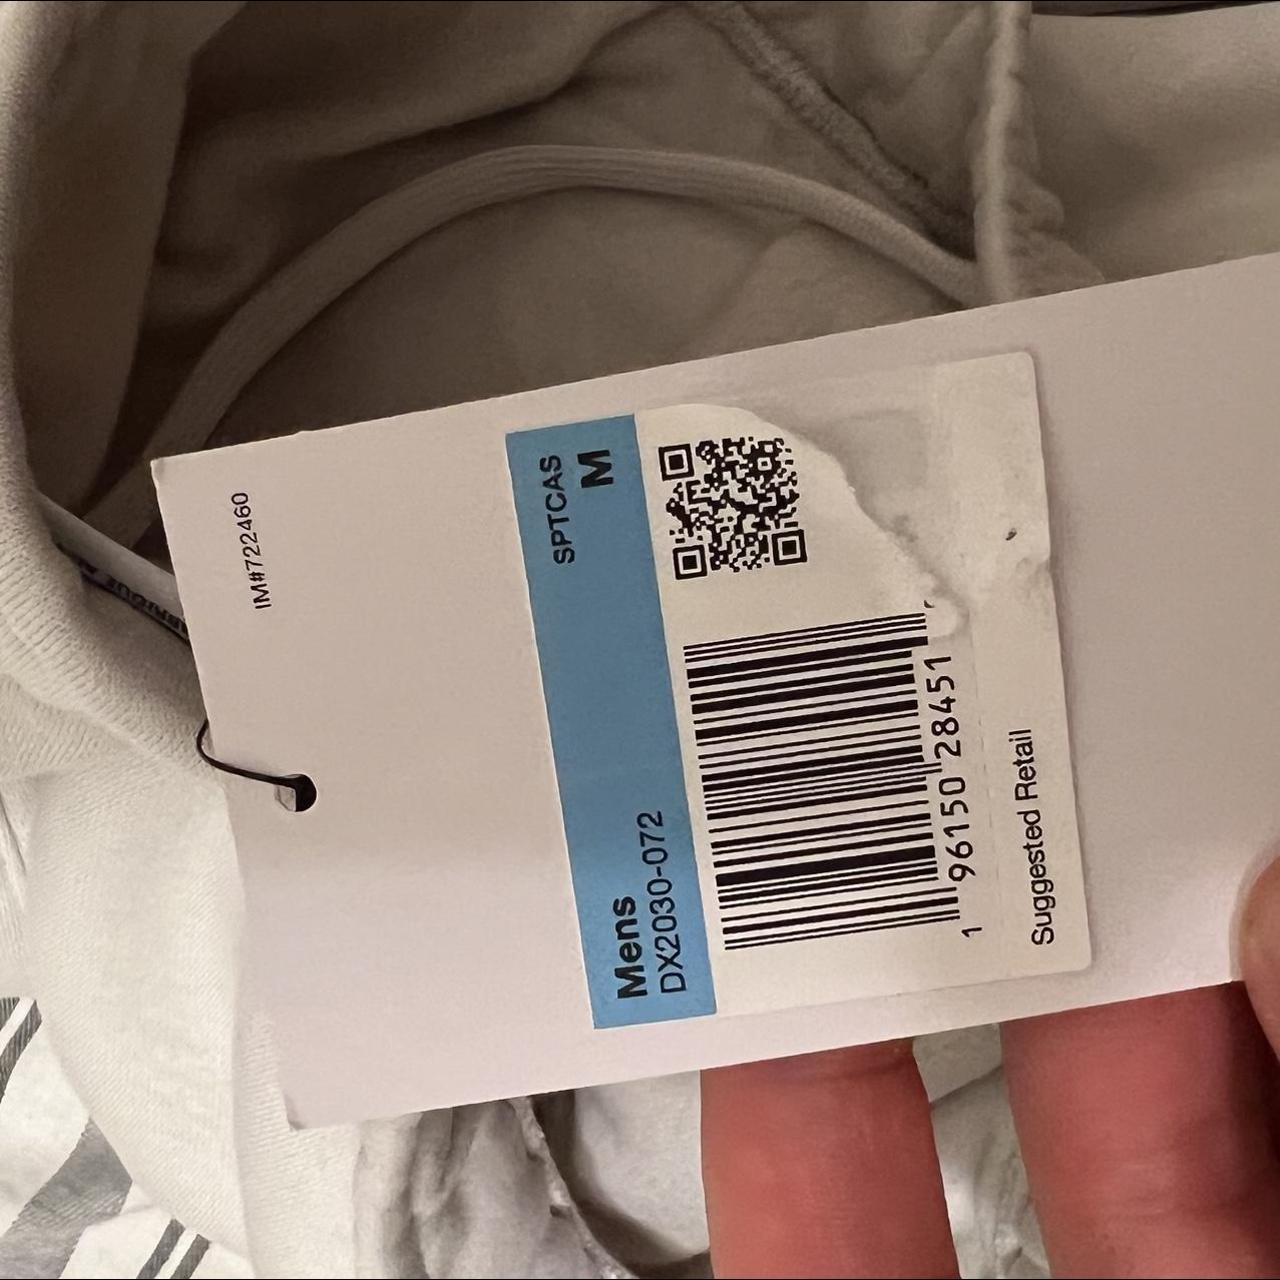 IM#722460
Mens SPTCAS
DX2030-072 M
1 96150 28451
Suggested Retail